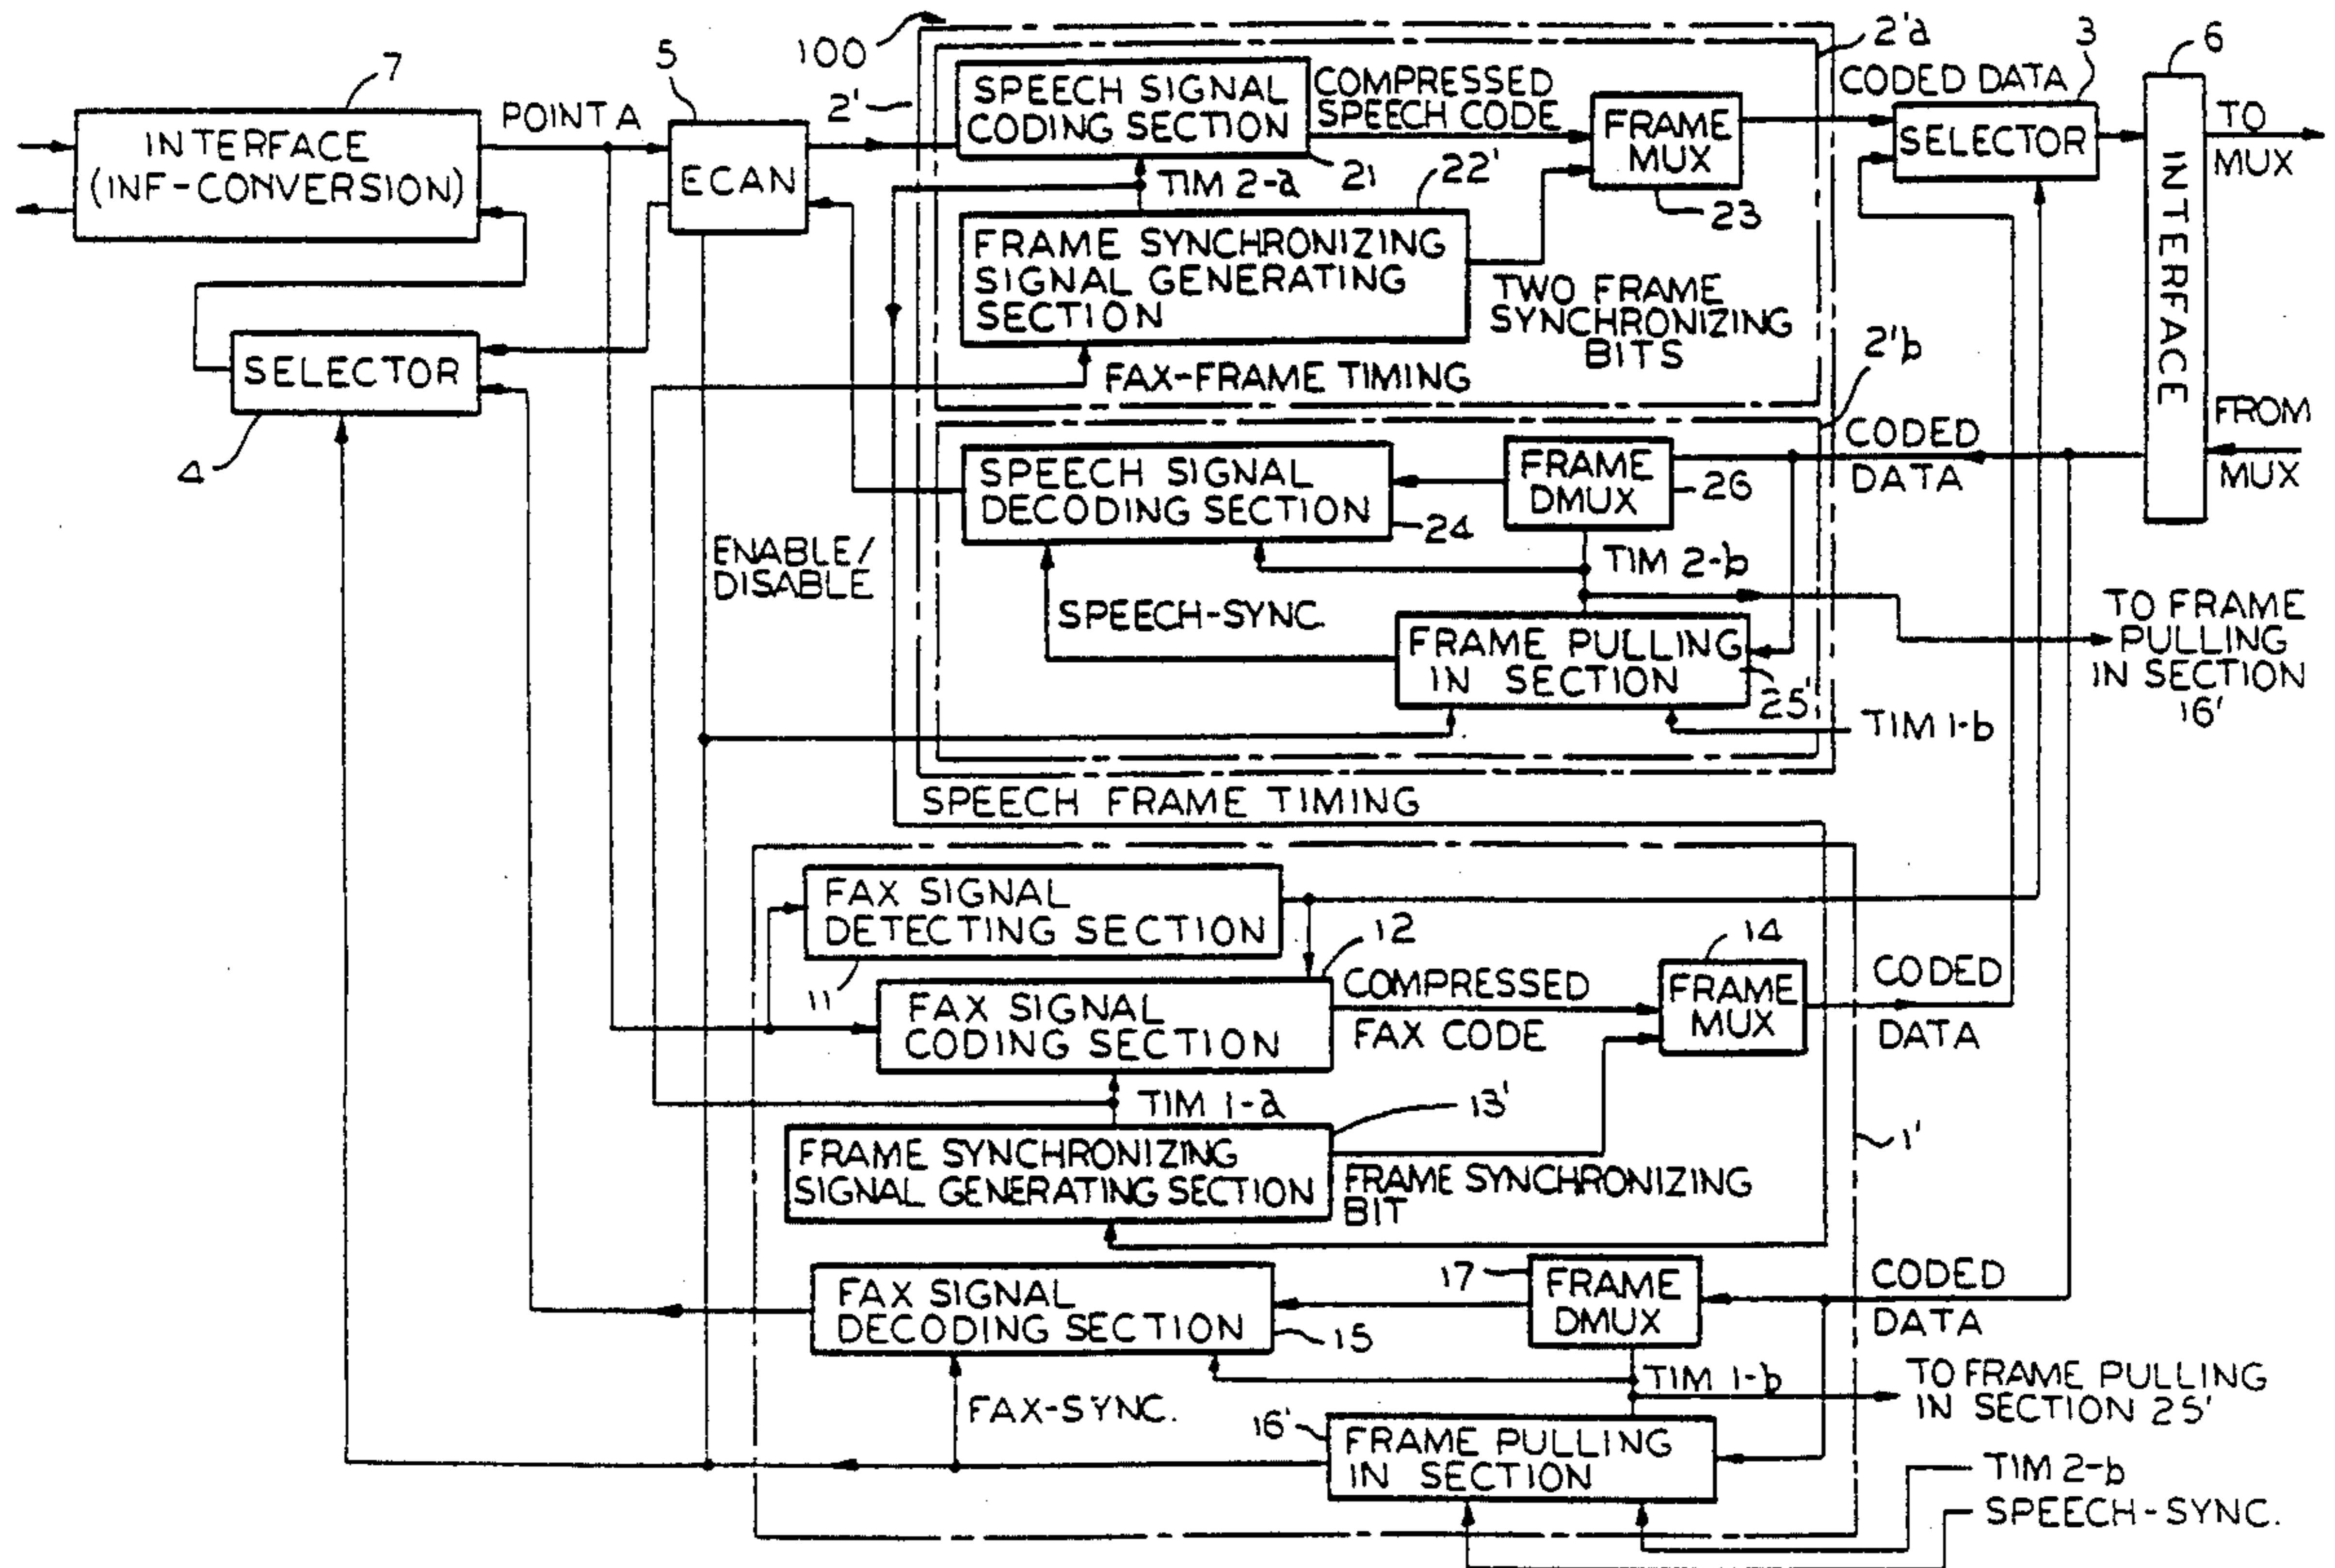 100
2'a
3
6
7
5
2'
POINT A
INTERFACE
(INF-CONVERSION)
ECAN
SPEECH SIGNAL
CODING SECTION
COMPRESSED
SPEECH CODE
FRAME
MUX
CODED DATA
SELECTOR
TO
MUX
INTERFACE
TIM 2-a
21
22'
23
FRAME SYNCHRONIZING
SIGNAL GENERATING
SECTION
TWO FRAME
SYNCHRONIZING
BITS
2'b
SELECTOR
4
FAX-FRAME TIMING
FROM
MUX
CODED
DATA
SPEECH SIGNAL
DECODING SECTION
24
FRAME
DMUX
26
ENABLE/
DISABLE
TIM 2-b
SPEECH-SYNC.
FRAME PULLING
IN SECTION
25'
TO FRAME
PULLING
IN SECTION
16'
TIM 1-b
SPEECH FRAME TIMING
FAX SIGNAL
DETECTING SECTION
11
12
14
FAX SIGNAL
CODING SECTION
COMPRESSED
FAX CODE
FRAME
MUX
CODED
DATA
TIM 1-a
13'
1'
FRAME SYNCHRONIZING
SIGNAL GENERATING SECTION
FRAME SYNCHRONIZING
BIT
FAX SIGNAL
DECODING SECTION
15
17
FRAME
DMUX
CODED
DATA
TIM 1-b
TO FRAME PULLING
IN SECTION 25'
FAX-SYNC.
16'
FRAME PULLING
IN SECTION
TIM 2-b
SPEECH-SYNC.